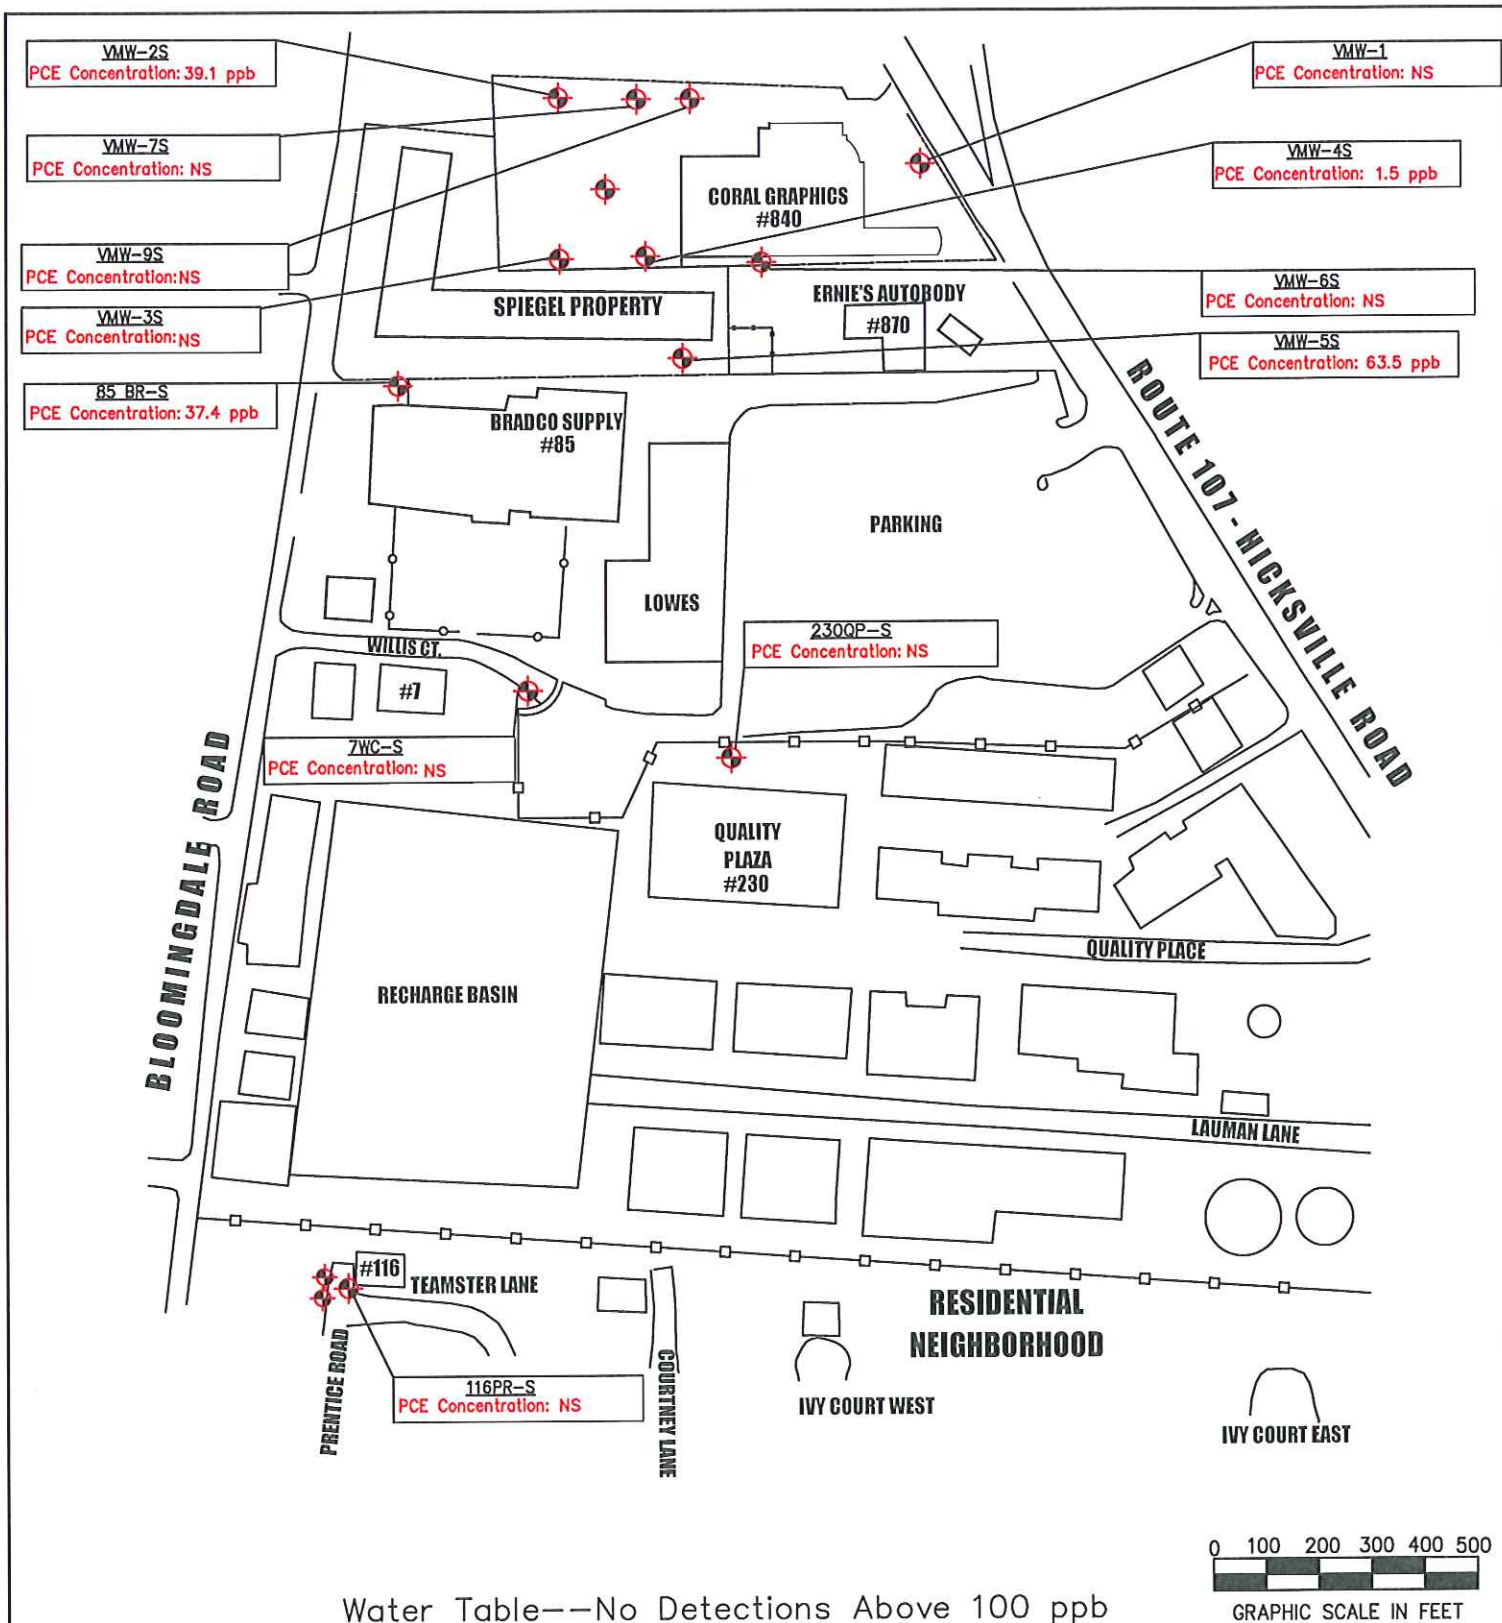 VMW-2S
PCE Concentration: 39.1 ppb
VMW-1
PCE Concentration: NS
VMW-7S
PCE Concentration: NS
VMW-4S
PCE Concentration: 1.5 ppb
CORAL GRAPHICS
#840
VMW-9S
PCE Concentration: NS
VMW-6S
PCE Concentration: NS
VMW-3S
PCE Concentration: NS
SPIEGEL PROPERTY
ERNIE'S AUTOBODY
#870
VMW-5S
PCE Concentration: 63.5 ppb
85 BR-S
PCE Concentration: 37.4 ppb
BRADCO SUPPLY
#85
ROUTE 107 - HICKSVILLE ROAD
PARKING
LOWES
230QP-S
PCE Concentration: NS
WILLIS CT.
#7
7WC-S
PCE Concentration: NS
BLOOMINGDALE ROAD
QUALITY
PLAZA
#230
QUALITY PLACE
RECHARGE BASIN
LAUMAN LANE
#116
TEAMSTER LANE
RESIDENTIAL
NEIGHBORHOOD
PRENTICE ROAD
116PR-S
PCE Concentration: NS
COURTNEY LANE
IVY COURT WEST
IVY COURT EAST
0 100 200 300 400 500
GRAPHIC SCALE IN FEET
Water Table--No Detections Above 100 ppb